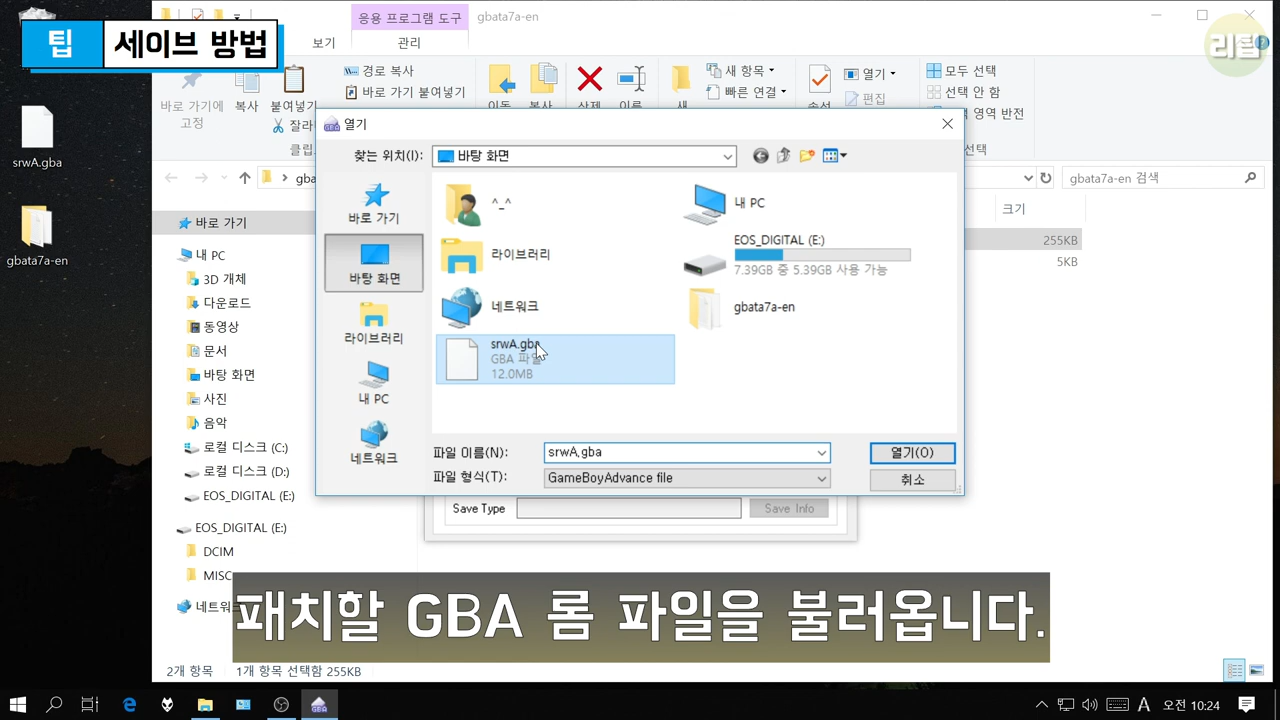 팁 세이브 방법
리팁
응용 프로그램 도구
gbata7a-en
보기
관리
경로 복사
바로 가기 붙여넣기
바로 가기에 고정
복사
붙여넣기
새 항목
빠른 연결
열기
편집
모두 선택
선택 안 함
영역 반전
선택
열기
찾는 위치(I):
바탕 화면
gbata7a-en 검색
크기
255KB
5KB
srwA.gba
gbata7a-en
바로 가기
내 PC
3D 개체
다운로드
동영상
문서
바탕 화면
사진
음악
로컬 디스크 (C:)
로컬 디스크 (D:)
EOS_DIGITAL (E:)
EOS_DIGITAL (E:)
DCIM
MISC
바로 가기
바탕 화면
라이브러리
내 PC
네트워크
^_^
라이브러리
네트워크
srwA.gba
GBA 파일
12.0MB
내 PC
EOS_DIGITAL (E:)
7.39GB 중 5.39GB 사용 가능
gbata7a-en
파일 이름(N):
srwA.gba
열기(O)
파일 형식(T):
GameBoyAdvance file
취소
Save Type
Save Info
패치할 GBA 롬 파일을 불러옵니다.
2개 항목
1개 항목 선택함 255KB
A
오전 10:24